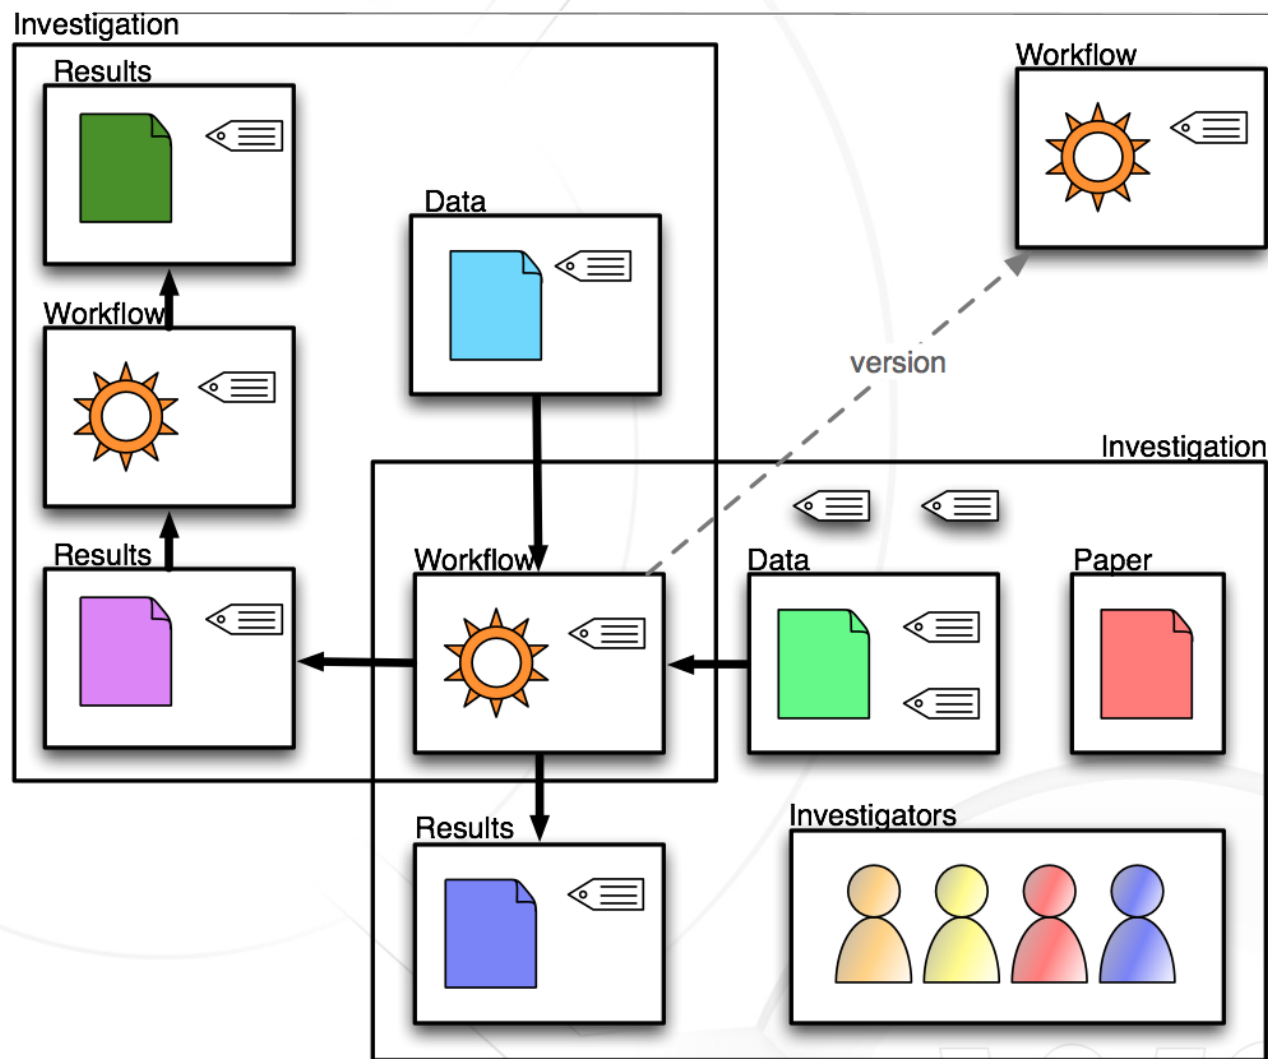 Investigation
Results
Workflow
Data
Workflow
version
Investigation
Results
Workflow
Data
Paper
Results
Investigators